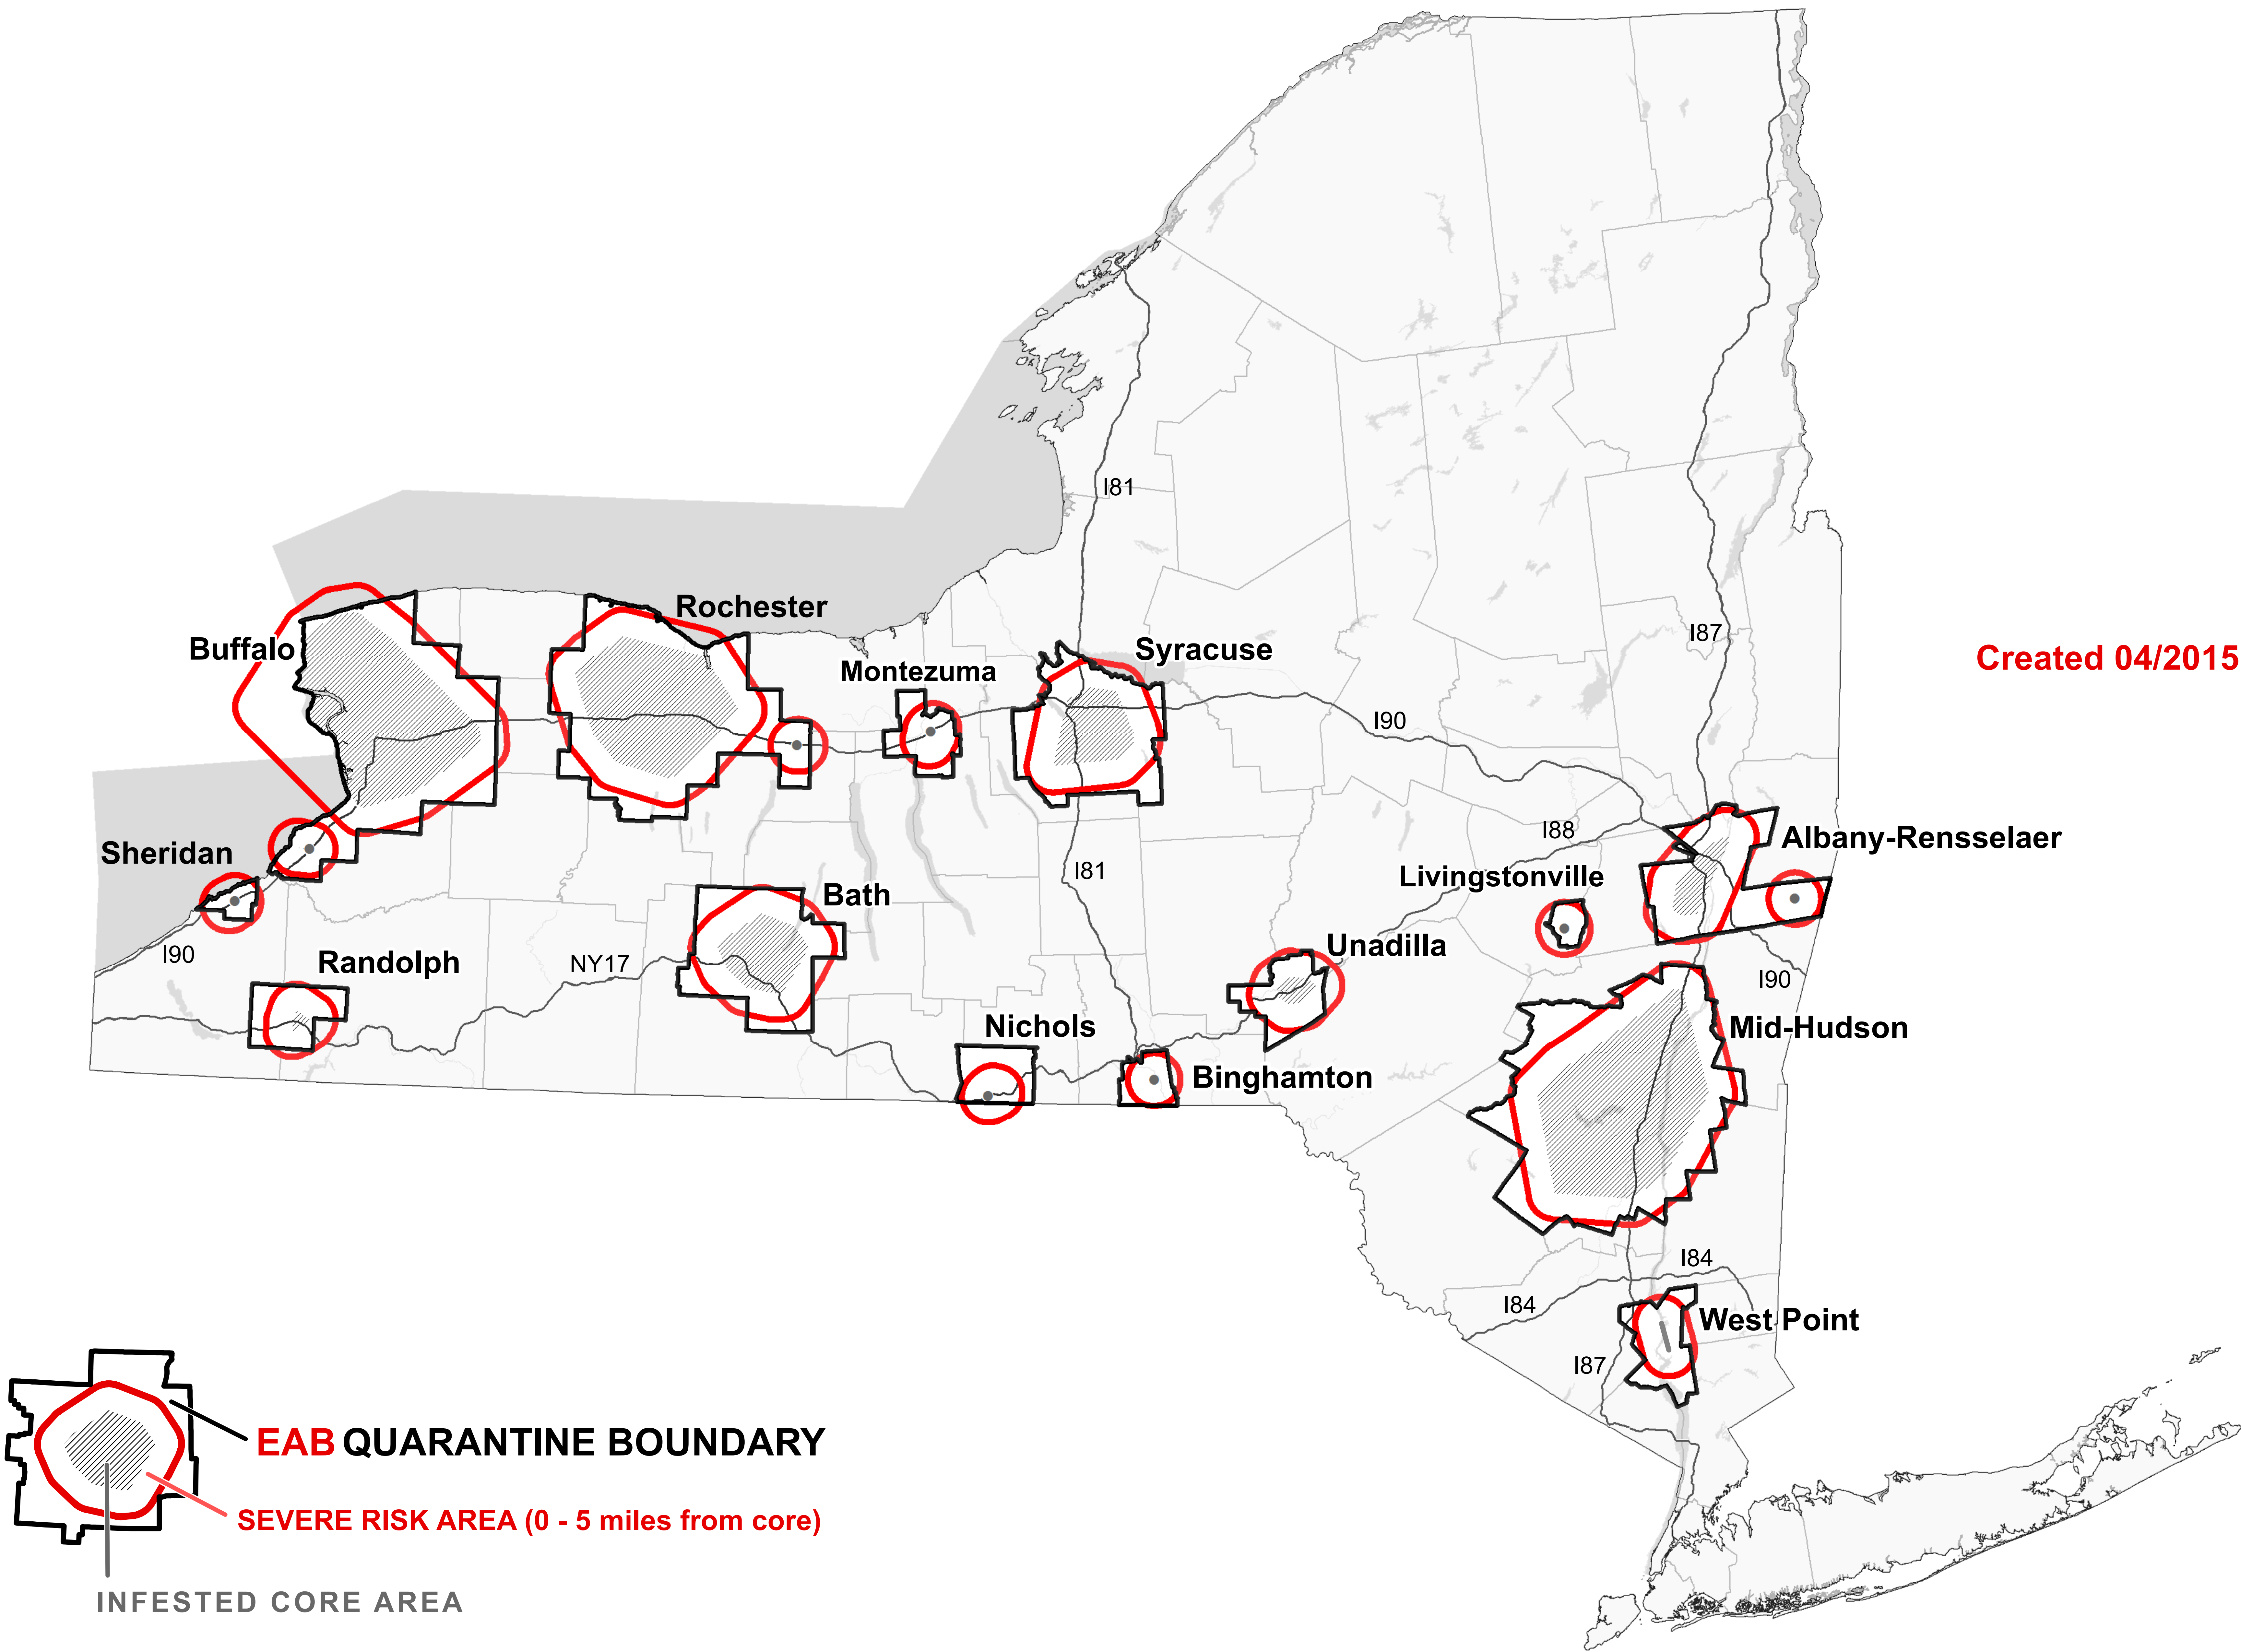 I81
Rochester
Buffalo
Syracuse
Montezuma
I87
Created 04/2015
I90
I88
Albany-Rensselaer
Sheridan
I81
Livingstonville
Bath
Unadilla
I90
Randolph
NY17
I90
Nichols
Mid-Hudson
Binghamton
I84
I84
West Point
I87
EAB QUARANTINE BOUNDARY
SEVERE RISK AREA (0 - 5 miles from core)
INFESTED CORE AREA